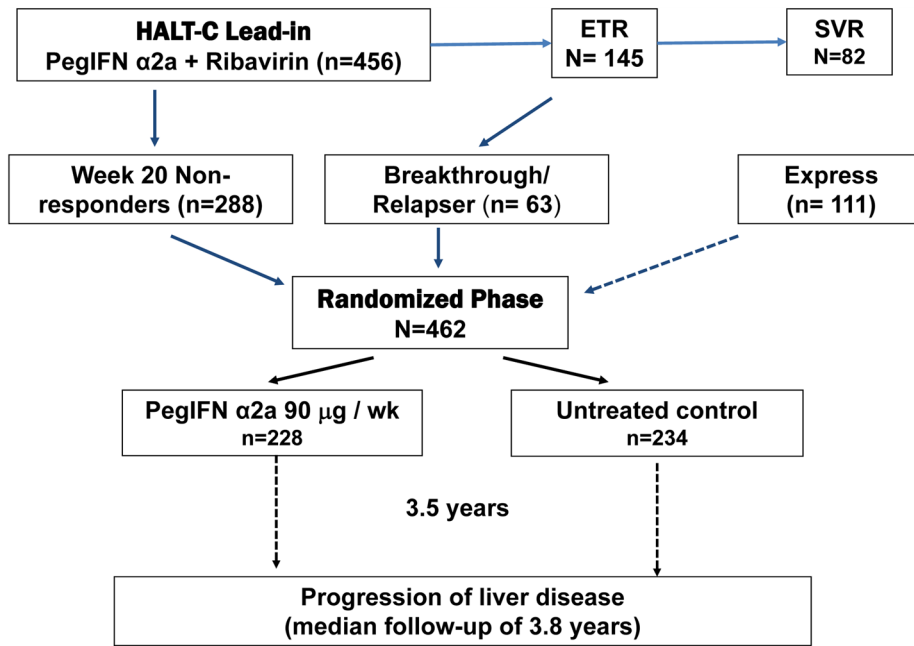 HALT-C Lead-in
PegIFN α2a + Ribavirin (n=456)
ETR
N= 145
SVR
N=82
Week 20 Non-
responders (n=288)
Breakthrough/
Relapser (n= 63)
Express
(n= 111)
Randomized Phase
N=462
PegIFN α2a 90 μg / wk
n=228
Untreated control
n=234
3.5 years
Progression of liver disease
(median follow-up of 3.8 years)